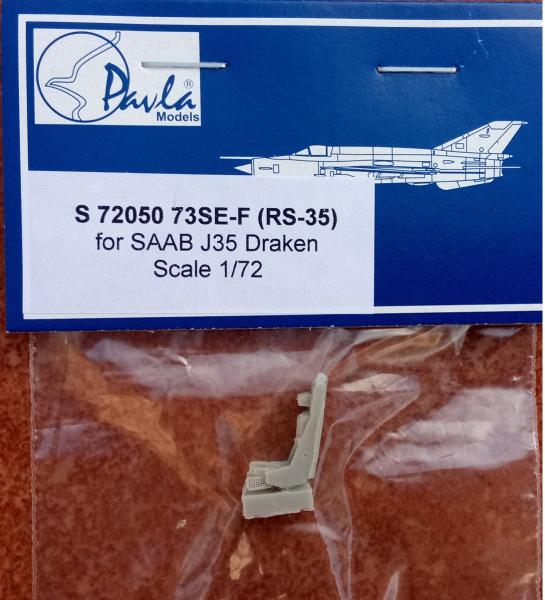 Pavla®
Models
S 72050 73SE-F (RS-35)
for SAAB J35 Draken
Scale 1/72